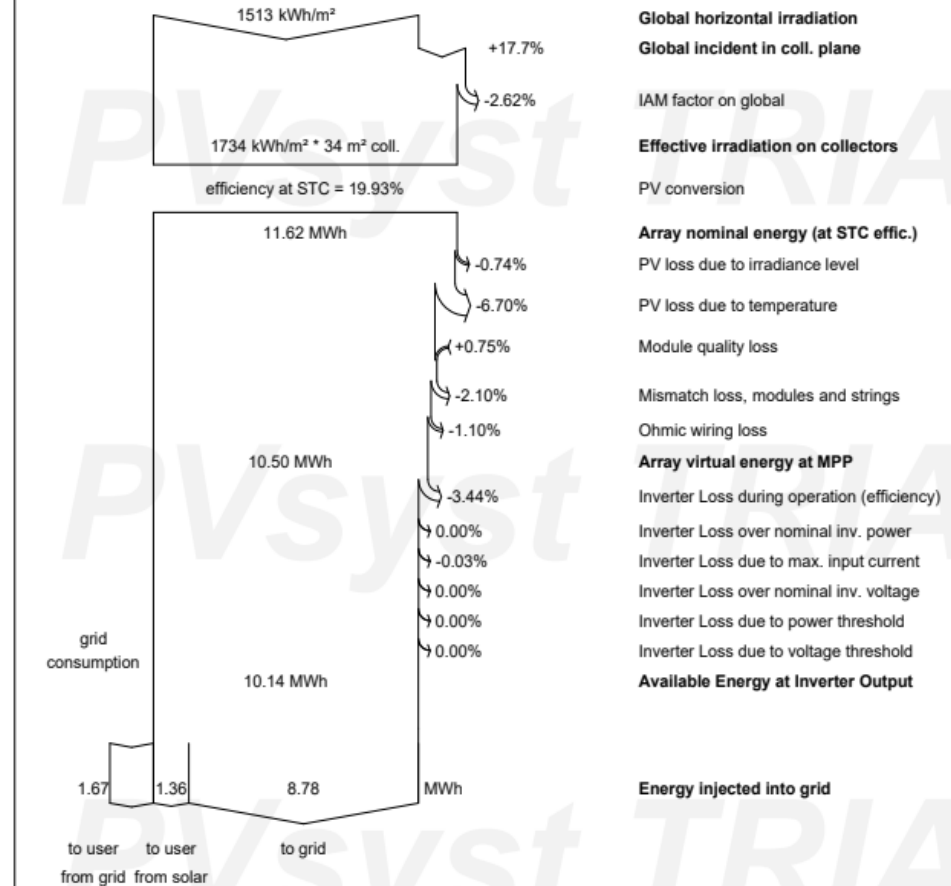 1513 kWh/m² Global horizontal irradiation
+17.7% Global incident in coll. plane
-2.62% IAM factor on global
1734 kWh/m² * 34 m² coll. Effective irradiation on collectors
efficiency at STC = 19.93% PV conversion
11.62 MWh Array nominal energy (at STC effic.)
-0.74% PV loss due to irradiance level
-6.70% PV loss due to temperature
+0.75% Module quality loss
-2.10% Mismatch loss, modules and strings
-1.10% Ohmic wiring loss
10.50 MWh Array virtual energy at MPP
-3.44% Inverter Loss during operation (efficiency)
0.00% Inverter Loss over nominal inv. power
-0.03% Inverter Loss due to max. input current
0.00% Inverter Loss over nominal inv. voltage
0.00% Inverter Loss due to power threshold
grid
consumption
0.00% Inverter Loss due to voltage threshold
10.14 MWh Available Energy at Inverter Output
1.67 1.36 8.78 MWh Energy injected into grid
to user to user to grid
from grid from solar
PVsyst TRIA
PVsyst TRIA
PVsyst TRIA